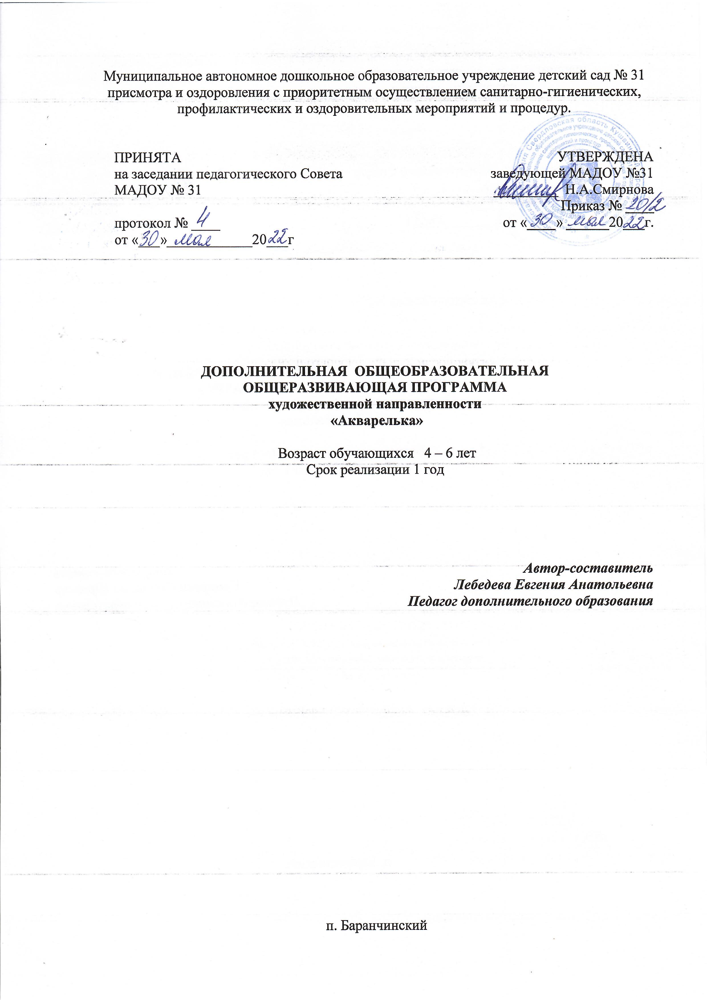 Муниципальное автономное дошкольное образовательное учреждение детский сад № 31
присмотра и оздоровления с приоритетным осуществлением санитарно-гигиенических,
профилактических и оздоровительных мероприятий и процедур.
ПРИНЯТА
на заседании педагогического Совета
МАДОУ № 31
протокол № 4
от «30» мая 2022г
УТВЕРЖДЕНА
заведующей МАДОУ №31
Н.А.Смирнова
Приказ № 20/2
от «30» мая 2022г.
Свердловская область
ДОПОЛНИТЕЛЬНАЯ ОБЩЕОБРАЗОВАТЕЛЬНАЯ
ОБЩЕРАЗВИВАЮЩАЯ ПРОГРАММА
художественной направленности
«Акварелька»
Возраст обучающихся 4 – 6 лет
Срок реализации 1 год
Автор-составитель
Лебедева Евгения Анатольевна
Педагог дополнительного образования
п. Баранчинский